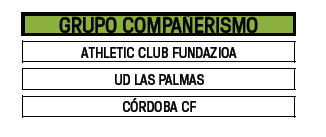 GRUPO COMPAÑERISMO
ATHLETIC CLUB FUNDAZIOA
UD LAS PALMAS
CÓRDOBA CF